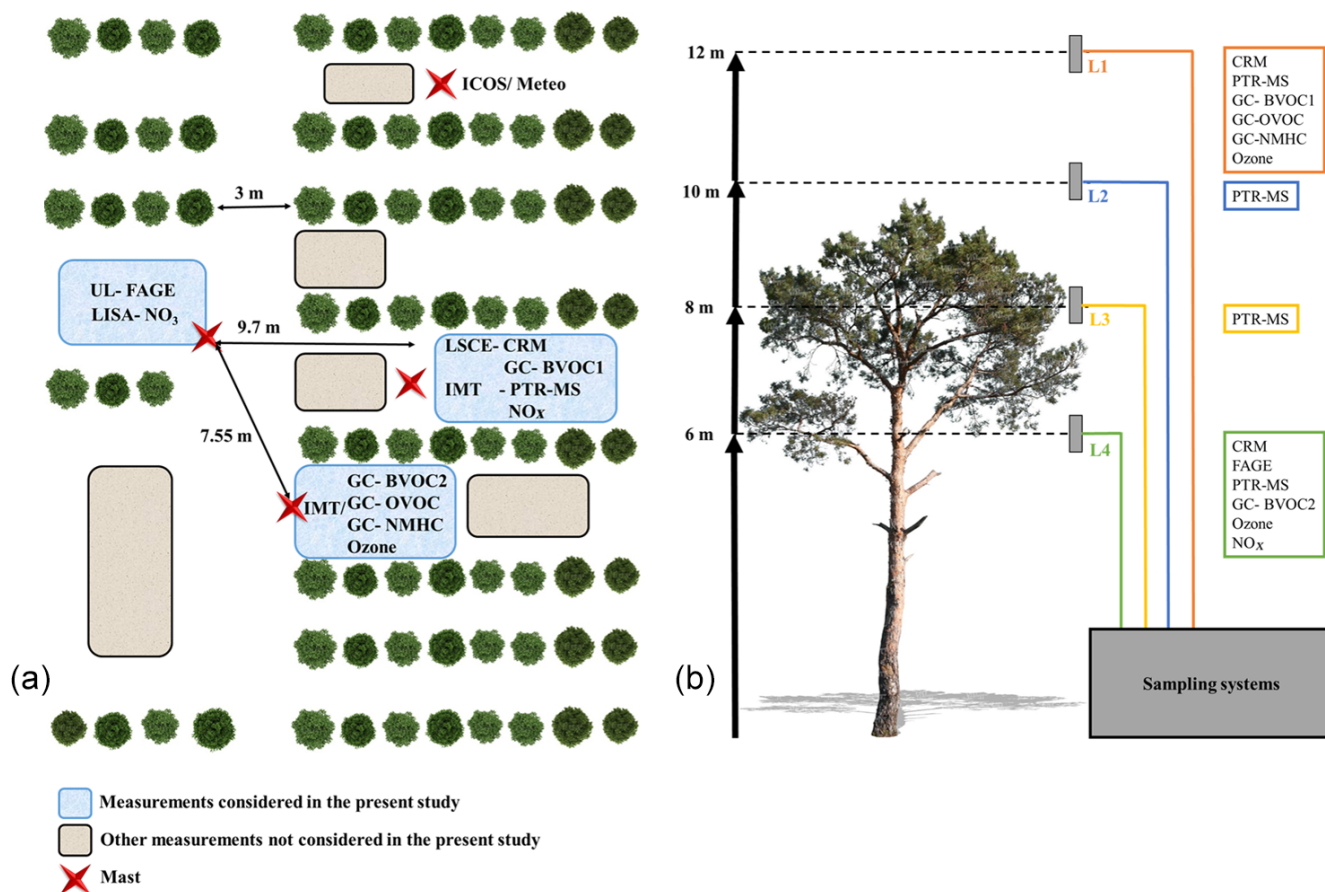 ICOS/ Meteo
3 m
UL- FAGE
LISA- NO₃
9.7 m
LSCE- CRM
GC- BVOC1
IMT - PTR-MS
NOx
7.55 m
GC- BVOC2
IMT/ GC- OVOC
GC- NMHC
Ozone
(a)
Measurements considered in the present study
Other measurements not considered in the present study
Mast
12 m
L1
CRM
PTR-MS
GC- BVOC1
GC-OVOC
GC-NMHC
Ozone
10 m
L2
PTR-MS
8 m
L3
PTR-MS
6 m
L4
CRM
FAGE
PTR-MS
GC- BVOC2
Ozone
NOx
Sampling systems
(b)